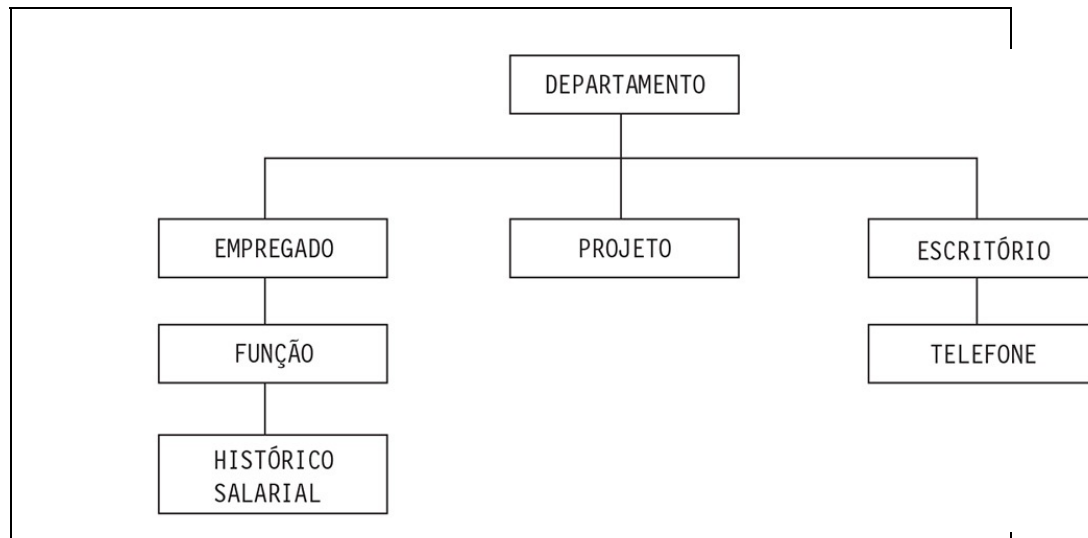 DEPARTAMENTO
EMPREGADO
PROJETO
ESCRITÓRIO
FUNÇÃO
TELEFONE
HISTÓRICO
SALARIAL